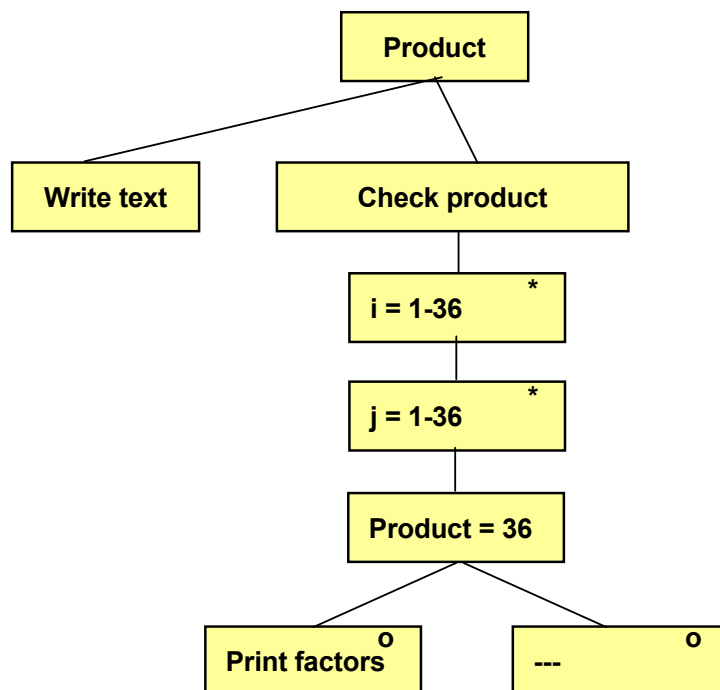 Product
Write text
Check product
i = 1-36 *
j = 1-36 *
Product = 36
Print factors o
--- o